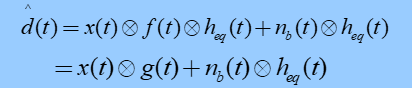 d̂(t) = x(t) ⊗ f(t) ⊗ h_eq(t) + n_b(t) ⊗ h_eq(t)
= x(t) ⊗ g(t) + n_b(t) ⊗ h_eq(t)